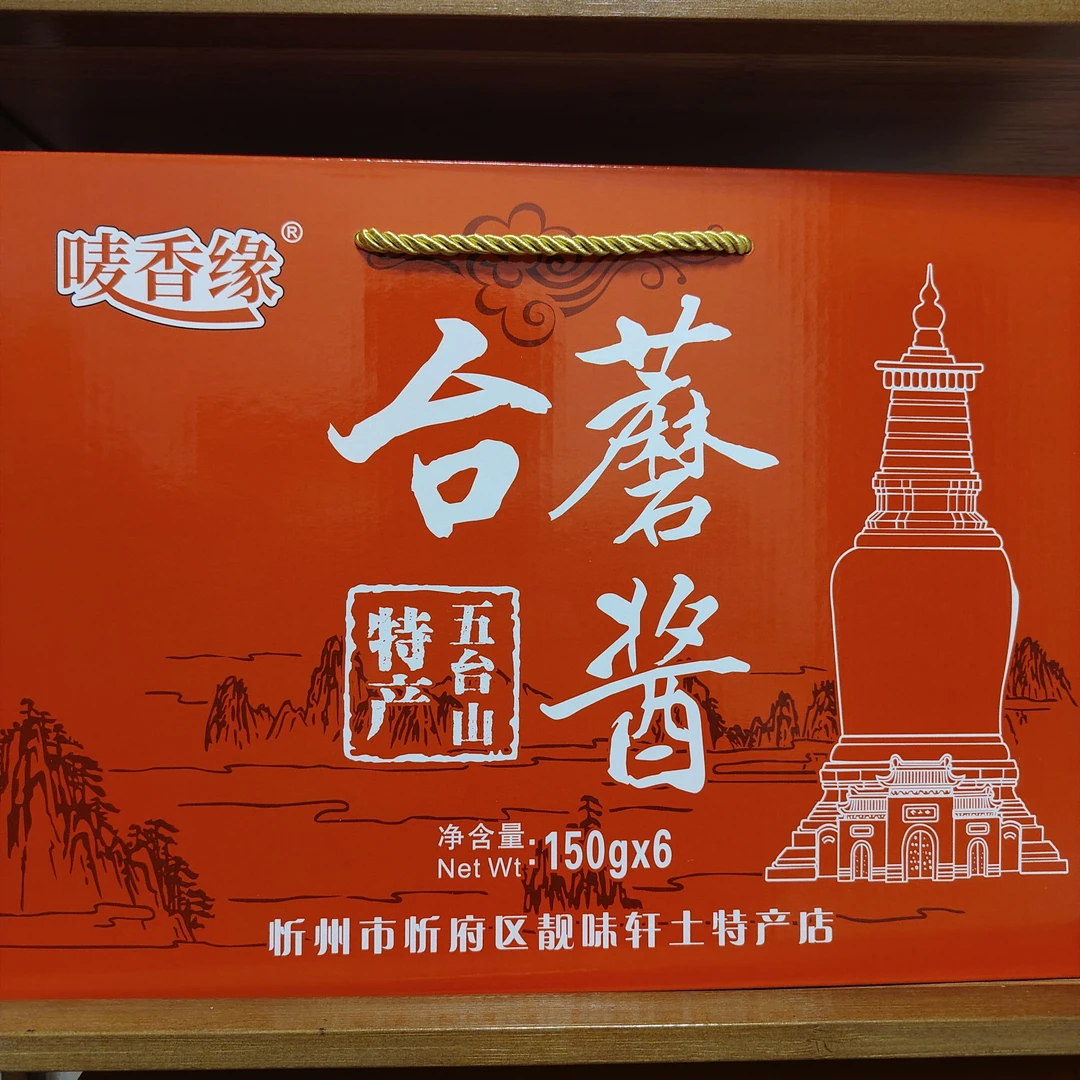 唛香缘®
台蘑
酱
五台山
特产
净含量:
Net Wt: 150gx6
忻州市忻府区靓味轩土特产店